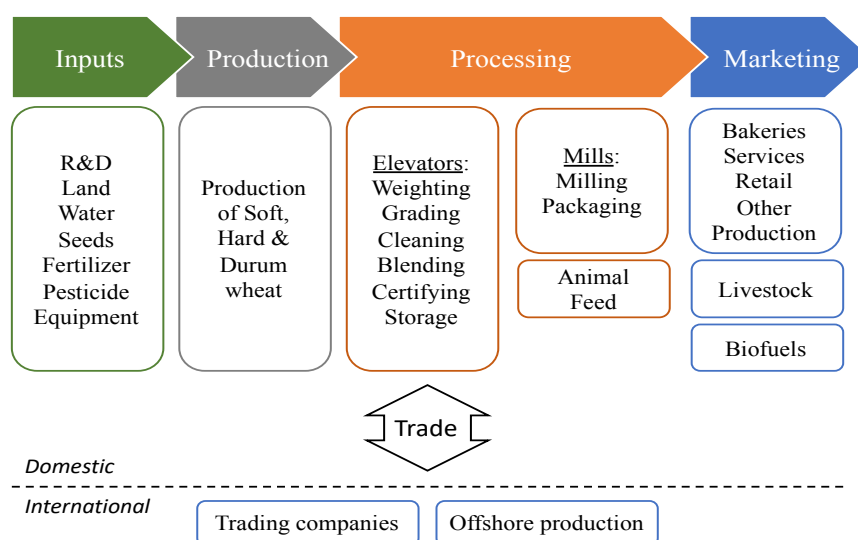 Inputs
Production
Processing
Marketing
R&D
Land
Water
Seeds
Fertilizer
Pesticide
Equipment
Production
of Soft,
Hard &
Durum
wheat
Elevators:
Weighting
Grading
Cleaning
Blending
Certifying
Storage
Mills:
Milling
Packaging
Animal
Feed
Bakeries
Services
Retail
Other
Production
Livestock
Biofuels
Trade
Domestic
International
Trading companies
Offshore production